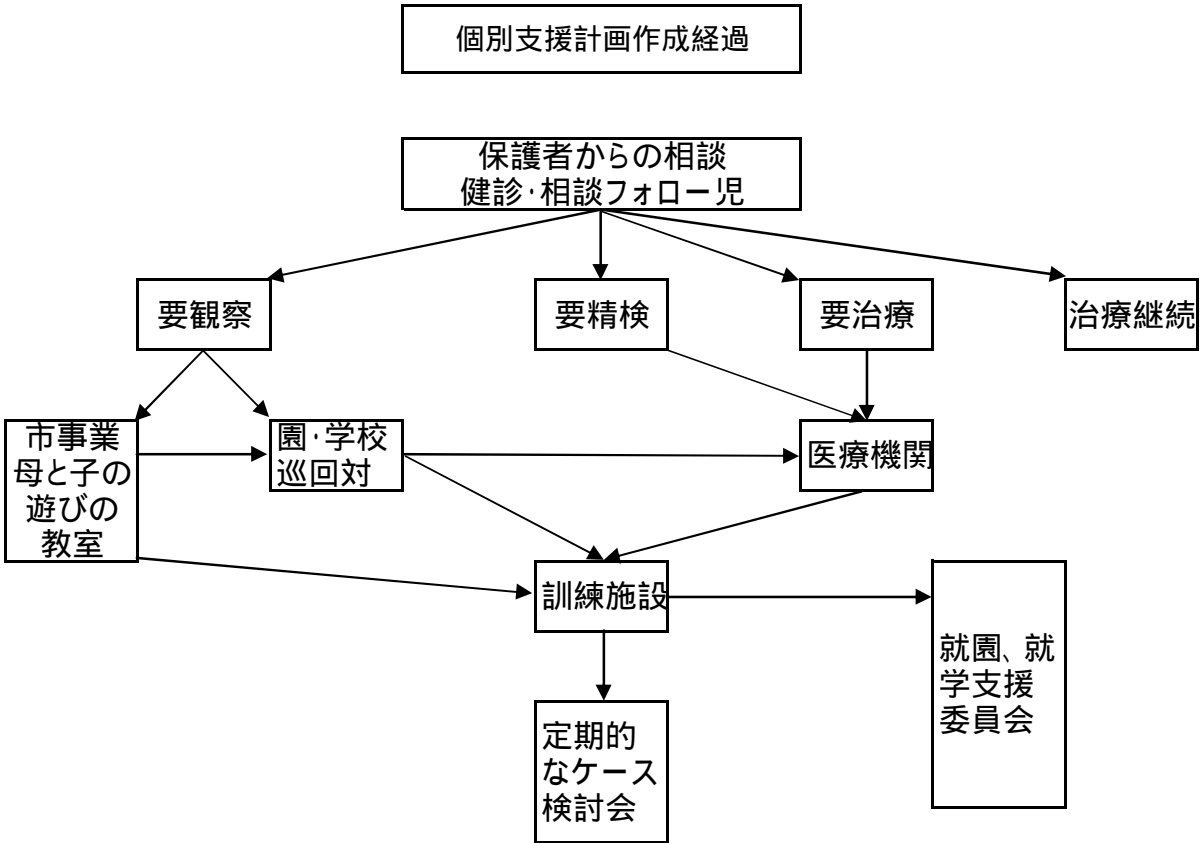 個別支援計画作成経過
保護者からの相談
健診・相談フォロー児
要観察
要精検
要治療
治療継続
市事業
母と子の
遊びの
教室
園・学校
巡回対
医療機関
訓練施設
就園、就
学支援
委員会
定期的
なケース
検討会